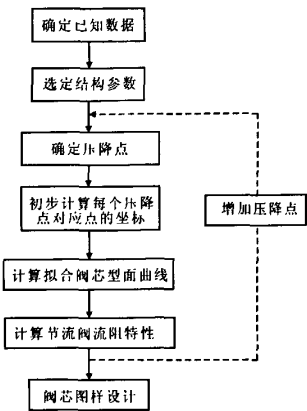 确定已知数据
选定结构参数
确定压降点
初步计算每个压降
点对应点的坐标
增加压降点
计算拟合阀芯型面曲线
计算节流阀流阻特性
阀芯图样设计